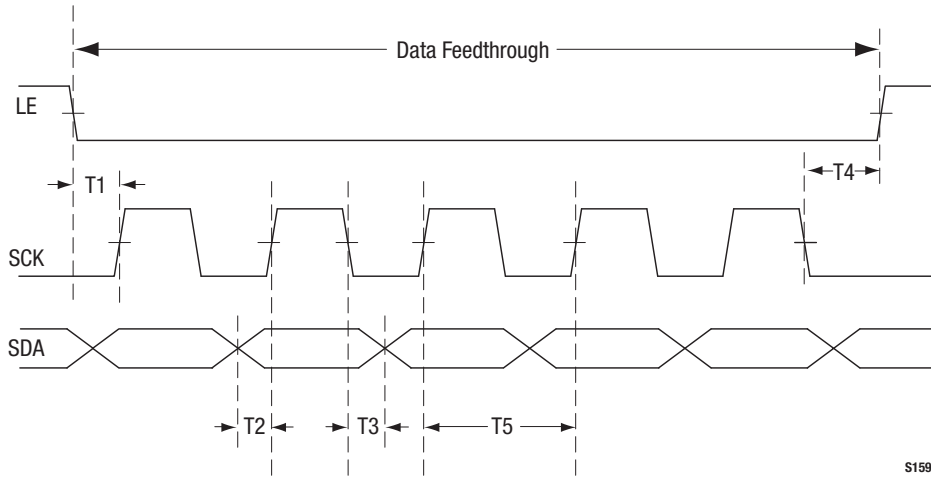 Data Feedthrough
LE
T1
T4
SCK
SDA
T2
T3
T5
S159